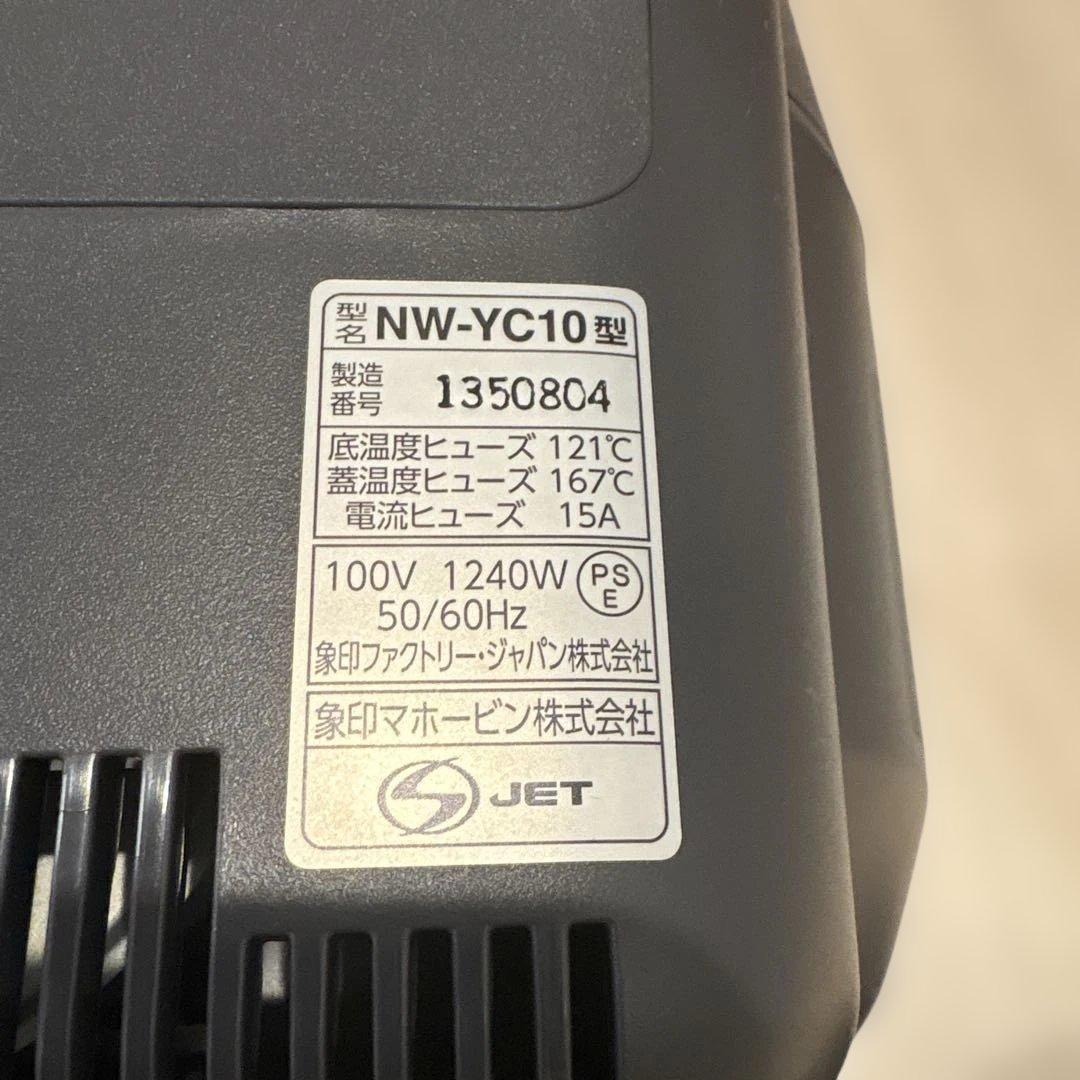 型名 NW-YC10型
製造番号 1350804
底温度ヒューズ 121℃
蓋温度ヒューズ 167℃
電流ヒューズ 15A
100V 1240W PSE
50/60Hz
象印ファクトリー・ジャパン株式会社
象印マホービン株式会社
JET